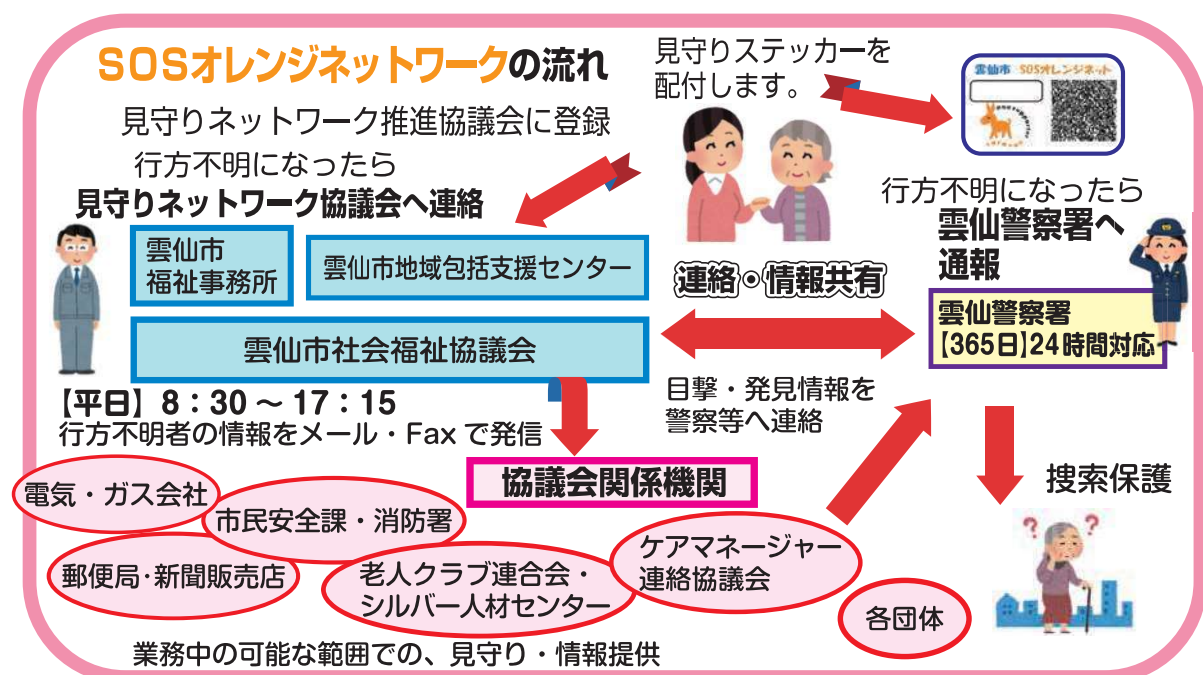 SOSオレンジネットワークの流れ
見守りネットワーク推進協議会に登録
行方不明になったら
見守りネットワーク協議会へ連絡
雲仙市
福祉事務所
雲仙市地域包括支援センター
雲仙市社会福祉協議会
【平日】8:30 ~ 17:15
行方不明者の情報をメール・Faxで発信
見守りステッカーを
配付します。
雲仙市 SOSオレンジネット
連絡・情報共有
行方不明になったら
雲仙警察署へ
通報
雲仙警察署
【365日】24時間対応
目撃・発見情報を
警察等へ連絡
捜索保護
? ?
協議会関係機関
電気・ガス会社
市民安全課・消防署
郵便局・新聞販売店
老人クラブ連合会・
シルバー人材センター
ケアマネージャー
連絡協議会
各団体
業務中の可能な範囲での、見守り・情報提供